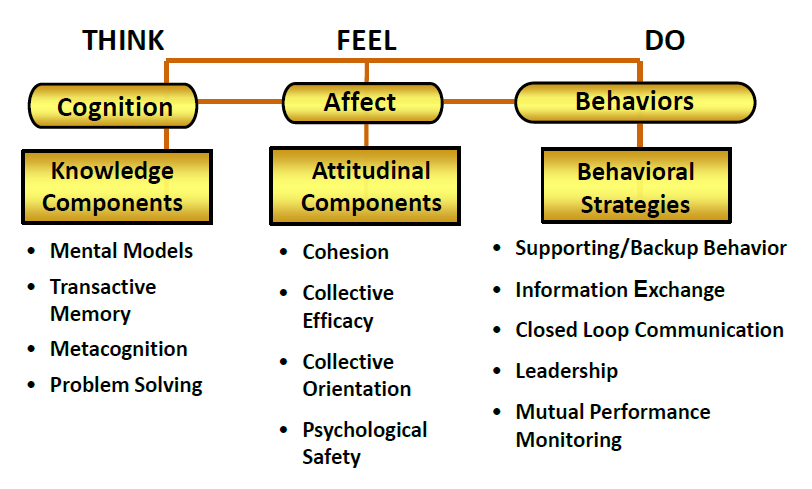 THINK
FEEL
DO
Cognition
Affect
Behaviors
Knowledge
Components
Attitudinal
Components
Behavioral
Strategies
• Mental Models
• Transactive
Memory
• Metacognition
• Problem Solving
• Cohesion
• Collective
Efficacy
• Collective
Orientation
• Psychological
Safety
• Supporting/Backup Behavior
• Information Exchange
• Closed Loop Communication
• Leadership
• Mutual Performance
Monitoring